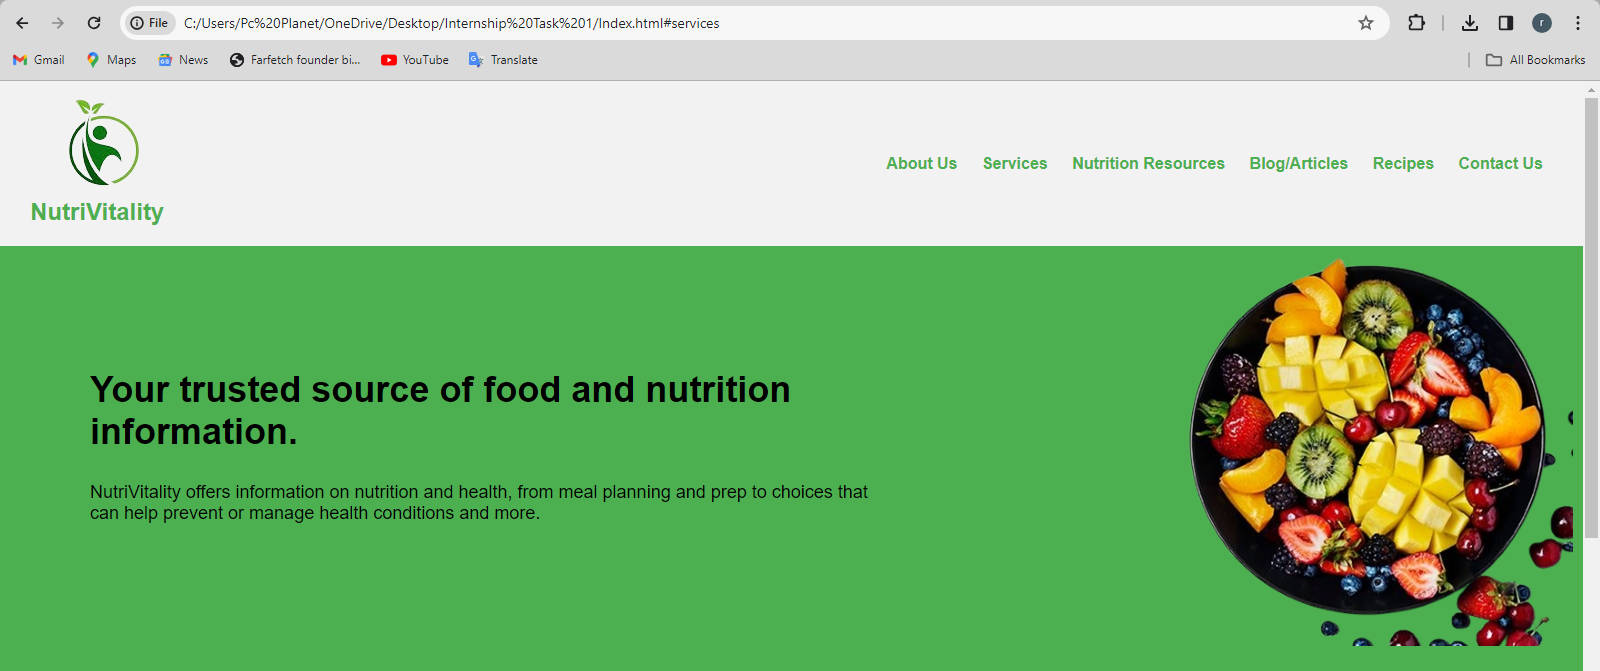 File C:/Users/Pc%20Planet/OneDrive/Desktop/Internship%20Task%201/Index.html#services r
Gmail Maps News Farfetch founder bi... YouTube Translate All Bookmarks
About Us Services Nutrition Resources Blog/Articles Recipes Contact Us
NutriVitality
Your trusted source of food and nutrition
information.
NutriVitality offers information on nutrition and health, from meal planning and prep to choices that
can help prevent or manage health conditions and more.